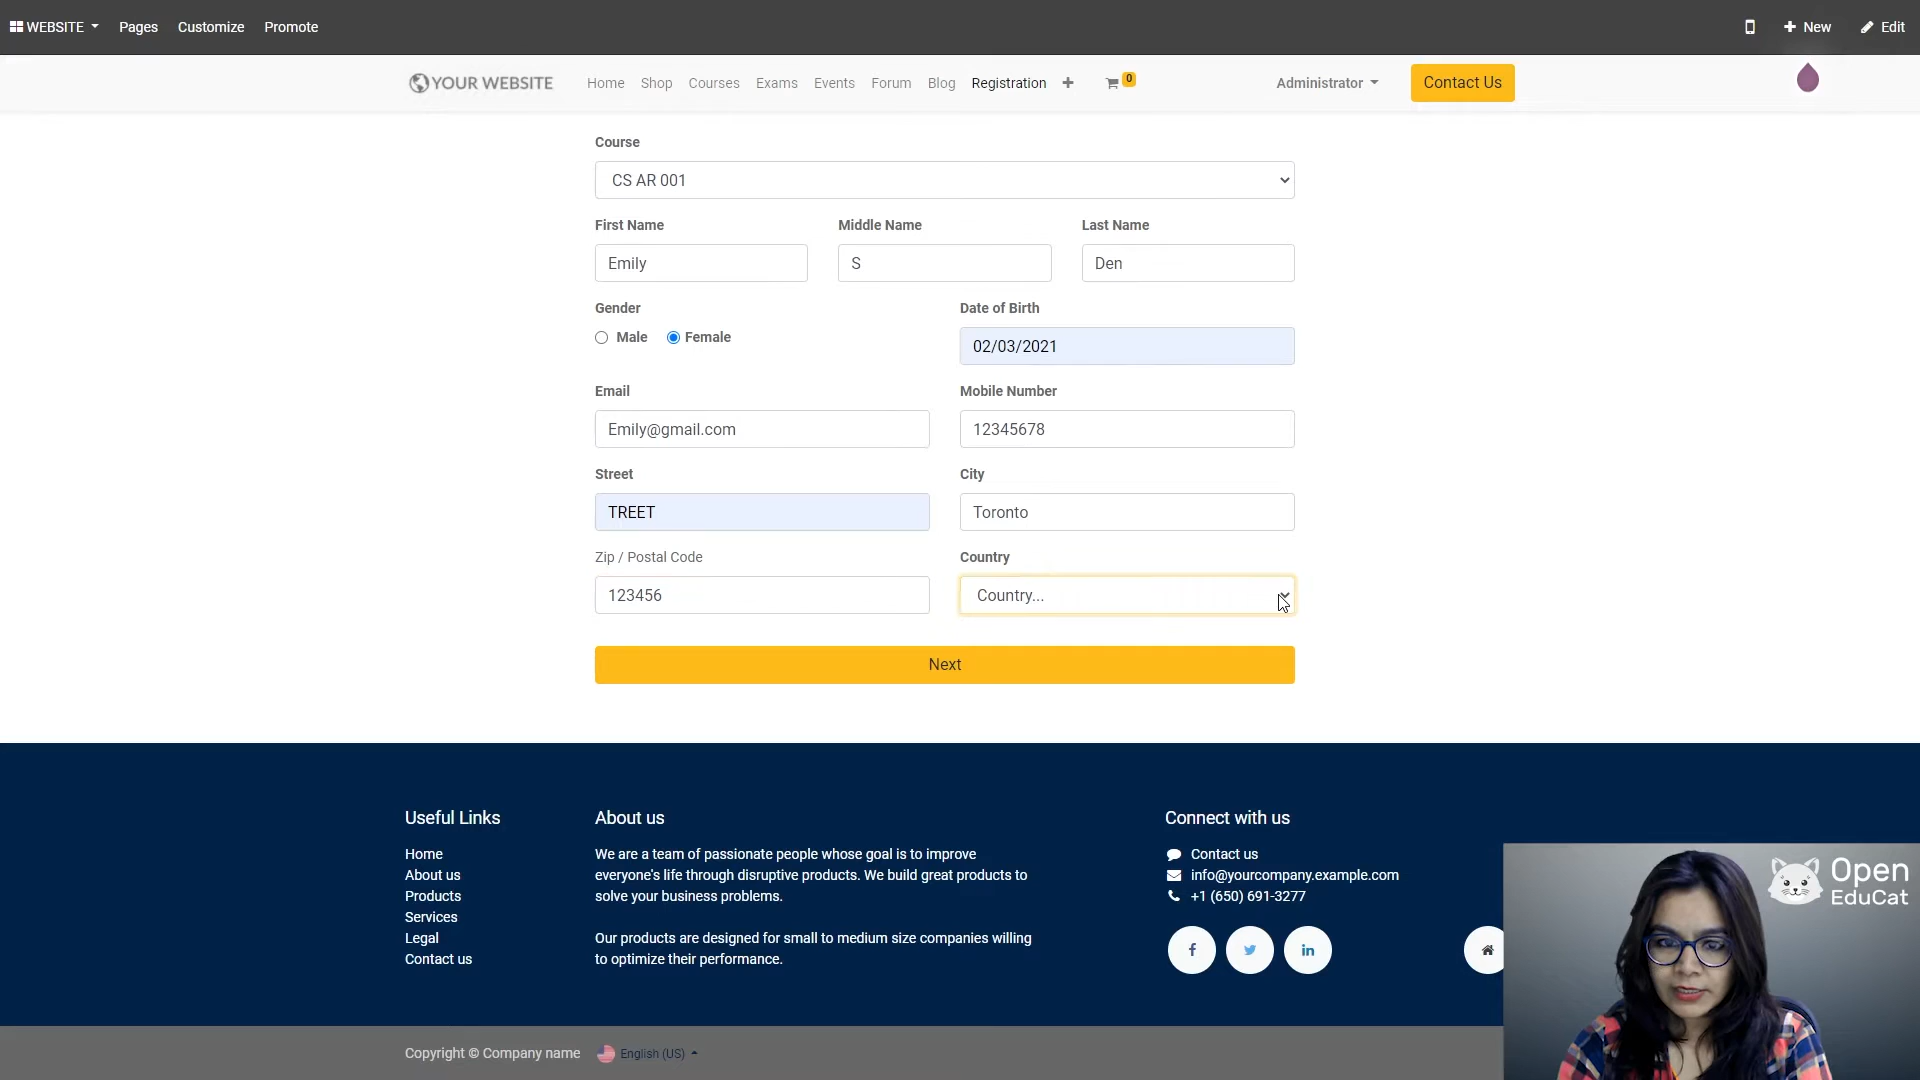 WEBSITE Pages Customize Promote New Edit
YOUR WEBSITE Home Shop Courses Exams Events Forum Blog Registration 0 Administrator Contact Us
Course
CS AR 001
First Name Middle Name Last Name
Emily S Den
Gender Date of Birth
Male Female
02/03/2021
Email Mobile Number
Emily@gmail.com 12345678
Street City
TREET Toronto
Zip / Postal Code Country
123456 Country...
Next
Useful Links
Home
About us
Products
Services
Legal
Contact us
About us
We are a team of passionate people whose goal is to improve
everyone's life through disruptive products. We build great products to
solve your business problems.
Our products are designed for small to medium size companies willing
to optimize their performance.
Connect with us
Contact us
info@yourcompany.example.com
+1 (650) 691-3277
f
in
Open
EduCat
Copyright © Company name English (US)